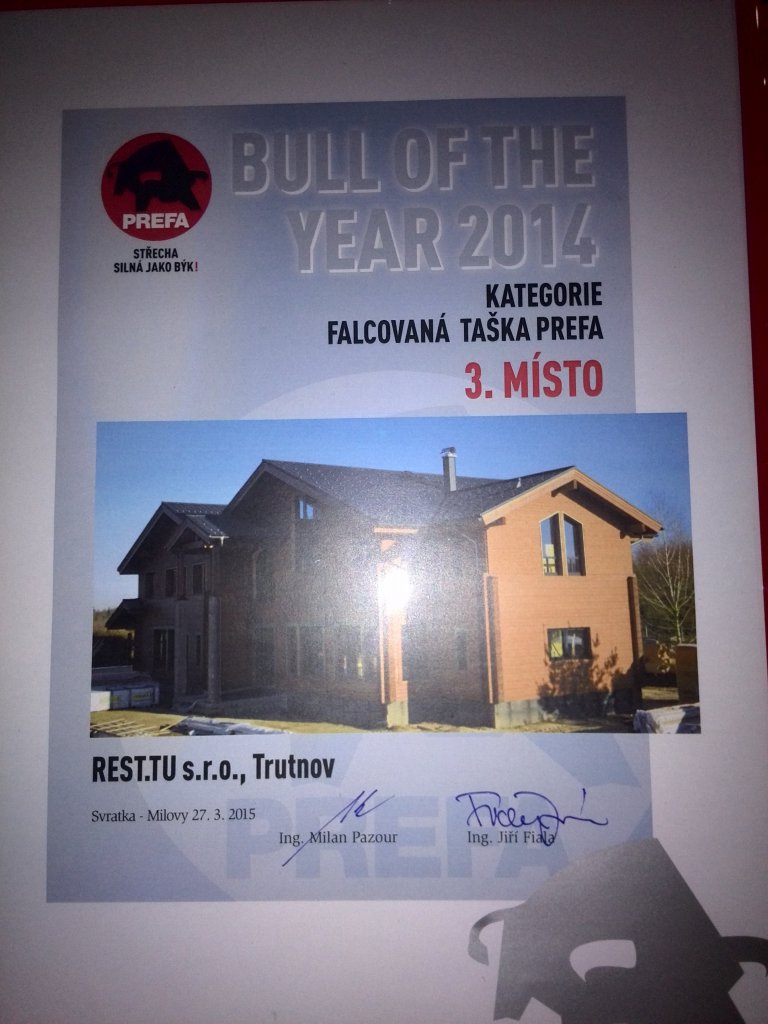 PREFA
STŘECHA
SILNÁ JAKO BÝK!
BULL OF THE
YEAR 2014
KATEGORIE
FALCOVANÁ TAŠKA PREFA
3. MÍSTO
REST.TU s.r.o., Trutnov
Svratka - Milovy 27. 3. 2015
Ing. Milan Pazour
Ing. Jiří Fiala
PREFA